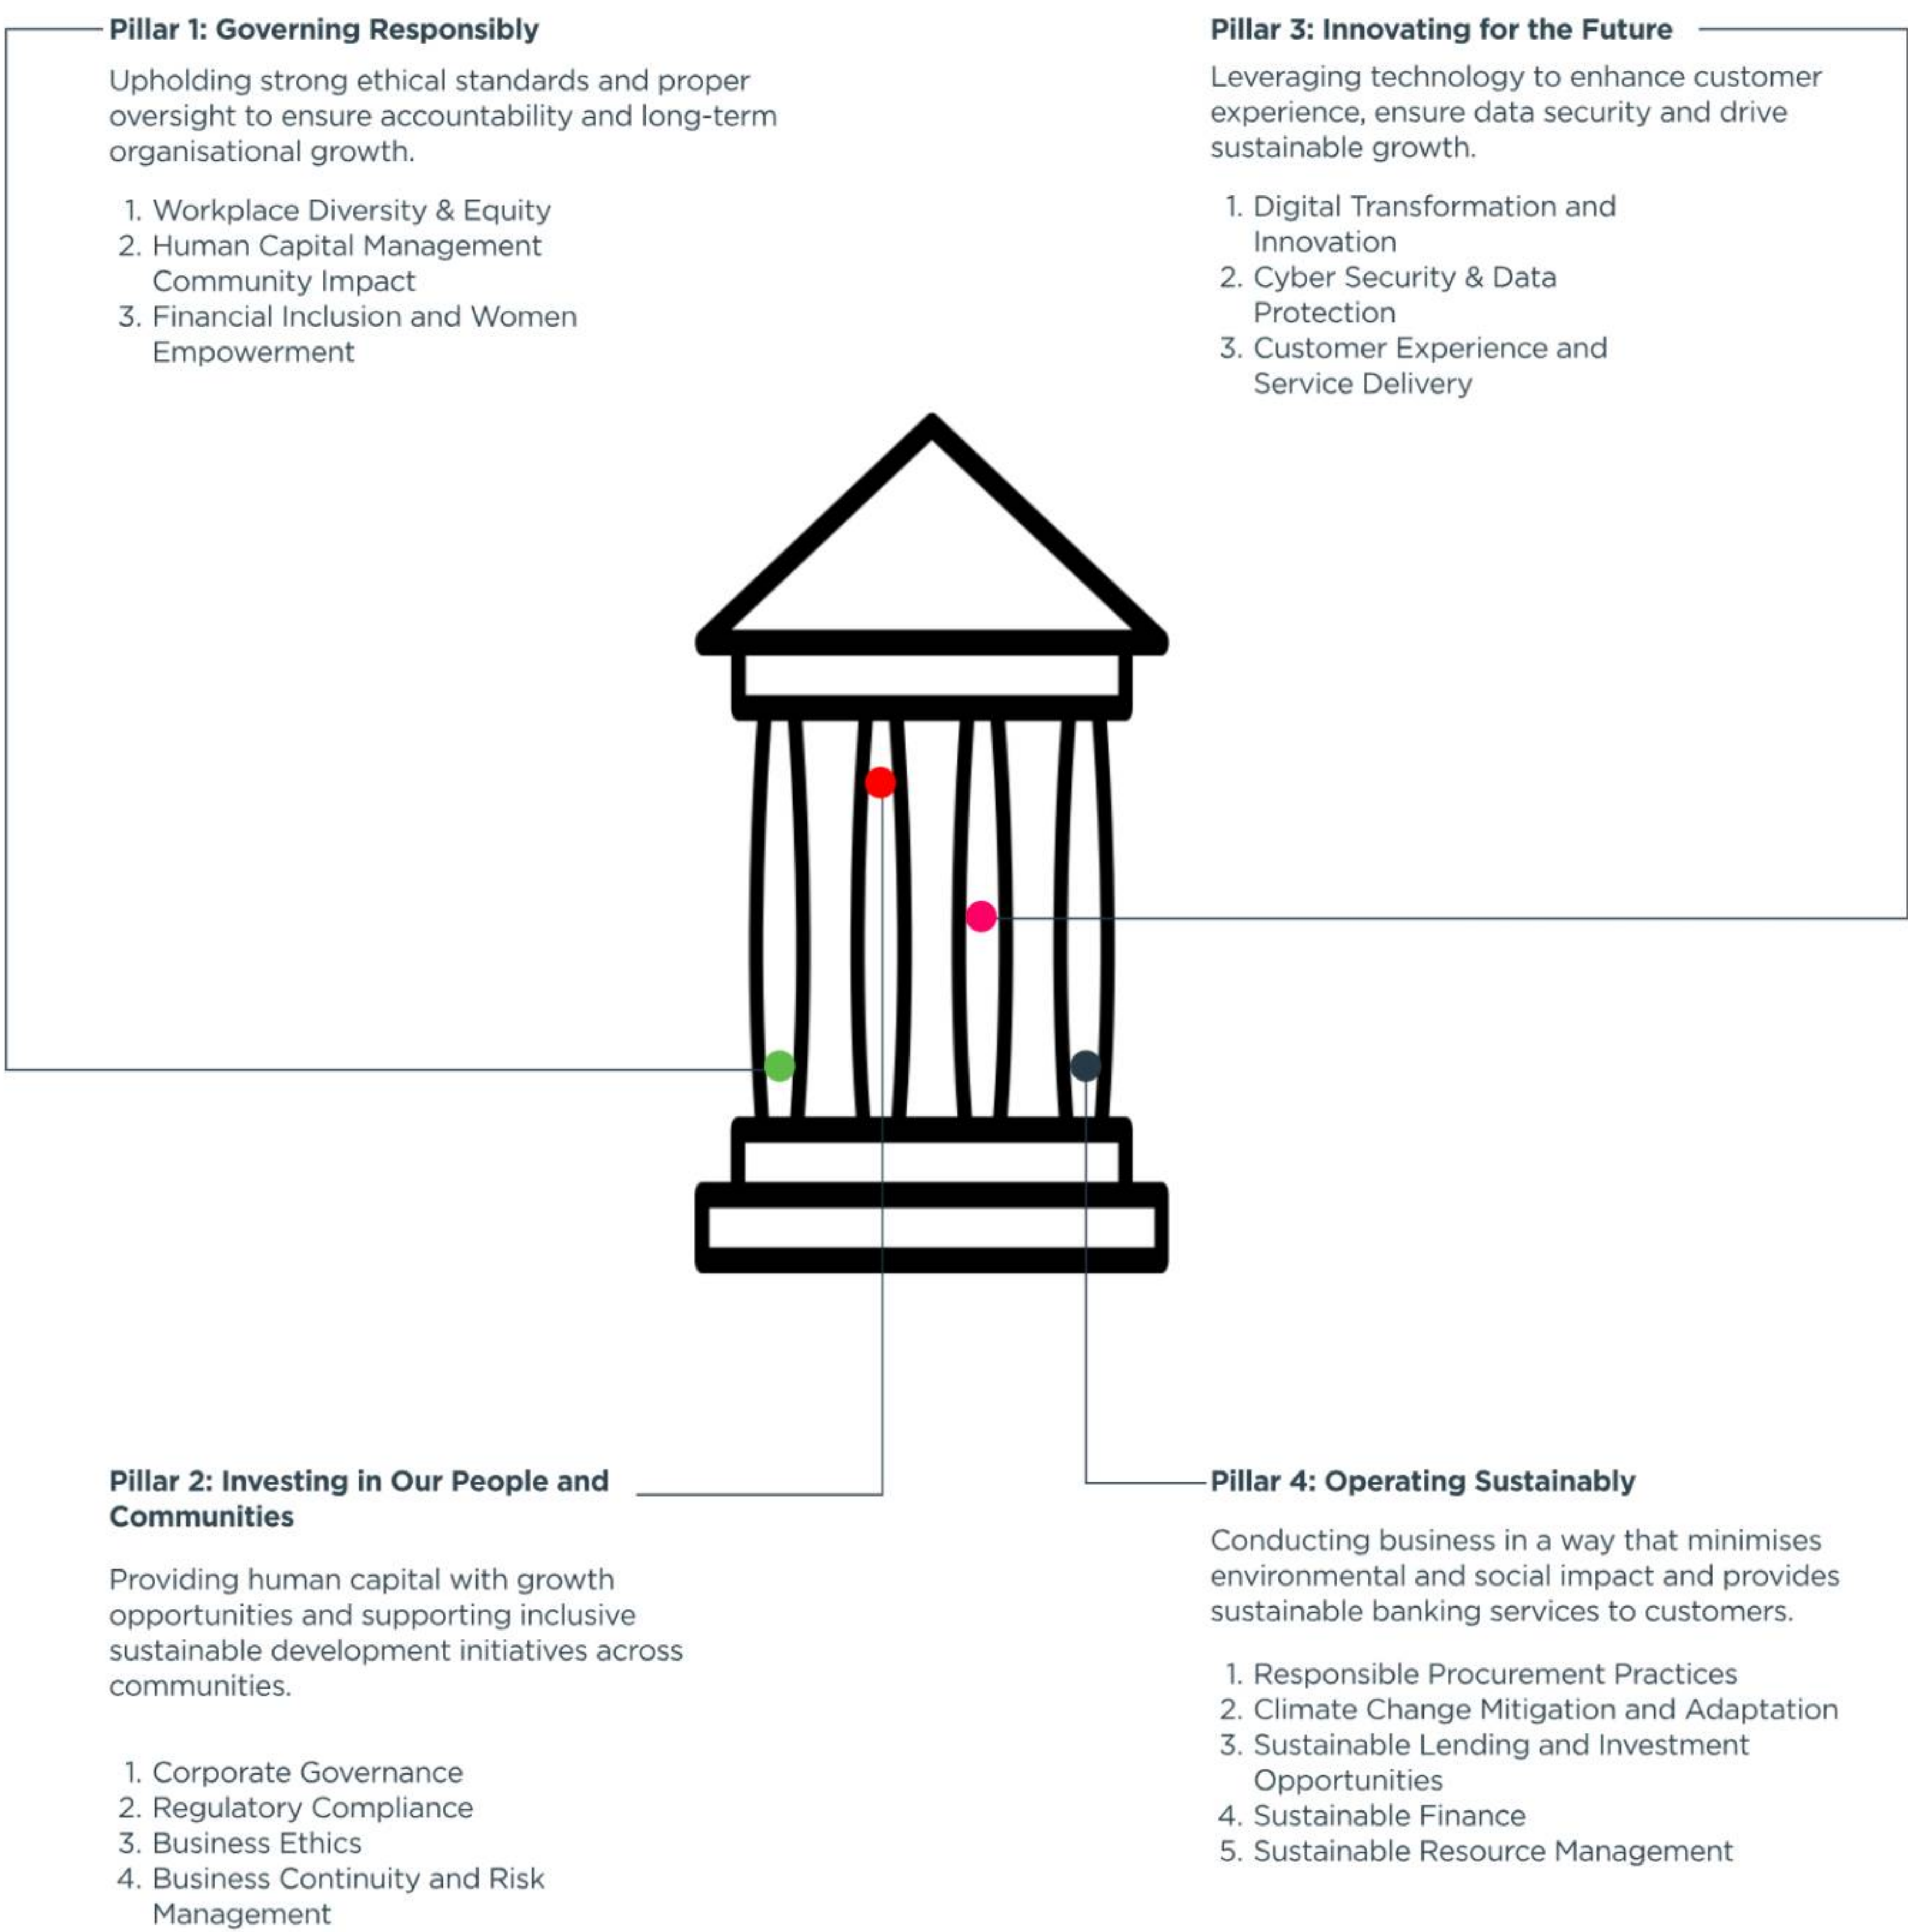 Pillar 1: Governing Responsibly
Upholding strong ethical standards and proper
oversight to ensure accountability and long-term
organisational growth.
1. Workplace Diversity & Equity
2. Human Capital Management
Community Impact
3. Financial Inclusion and Women
Empowerment
Pillar 3: Innovating for the Future
Leveraging technology to enhance customer
experience, ensure data security and drive
sustainable growth.
1. Digital Transformation and
Innovation
2. Cyber Security & Data
Protection
3. Customer Experience and
Service Delivery
Pillar 2: Investing in Our People and
Communities
Providing human capital with growth
opportunities and supporting inclusive
sustainable development initiatives across
communities.
1. Corporate Governance
2. Regulatory Compliance
3. Business Ethics
4. Business Continuity and Risk
Management
Pillar 4: Operating Sustainably
Conducting business in a way that minimises
environmental and social impact and provides
sustainable banking services to customers.
1. Responsible Procurement Practices
2. Climate Change Mitigation and Adaptation
3. Sustainable Lending and Investment
Opportunities
4. Sustainable Finance
5. Sustainable Resource Management